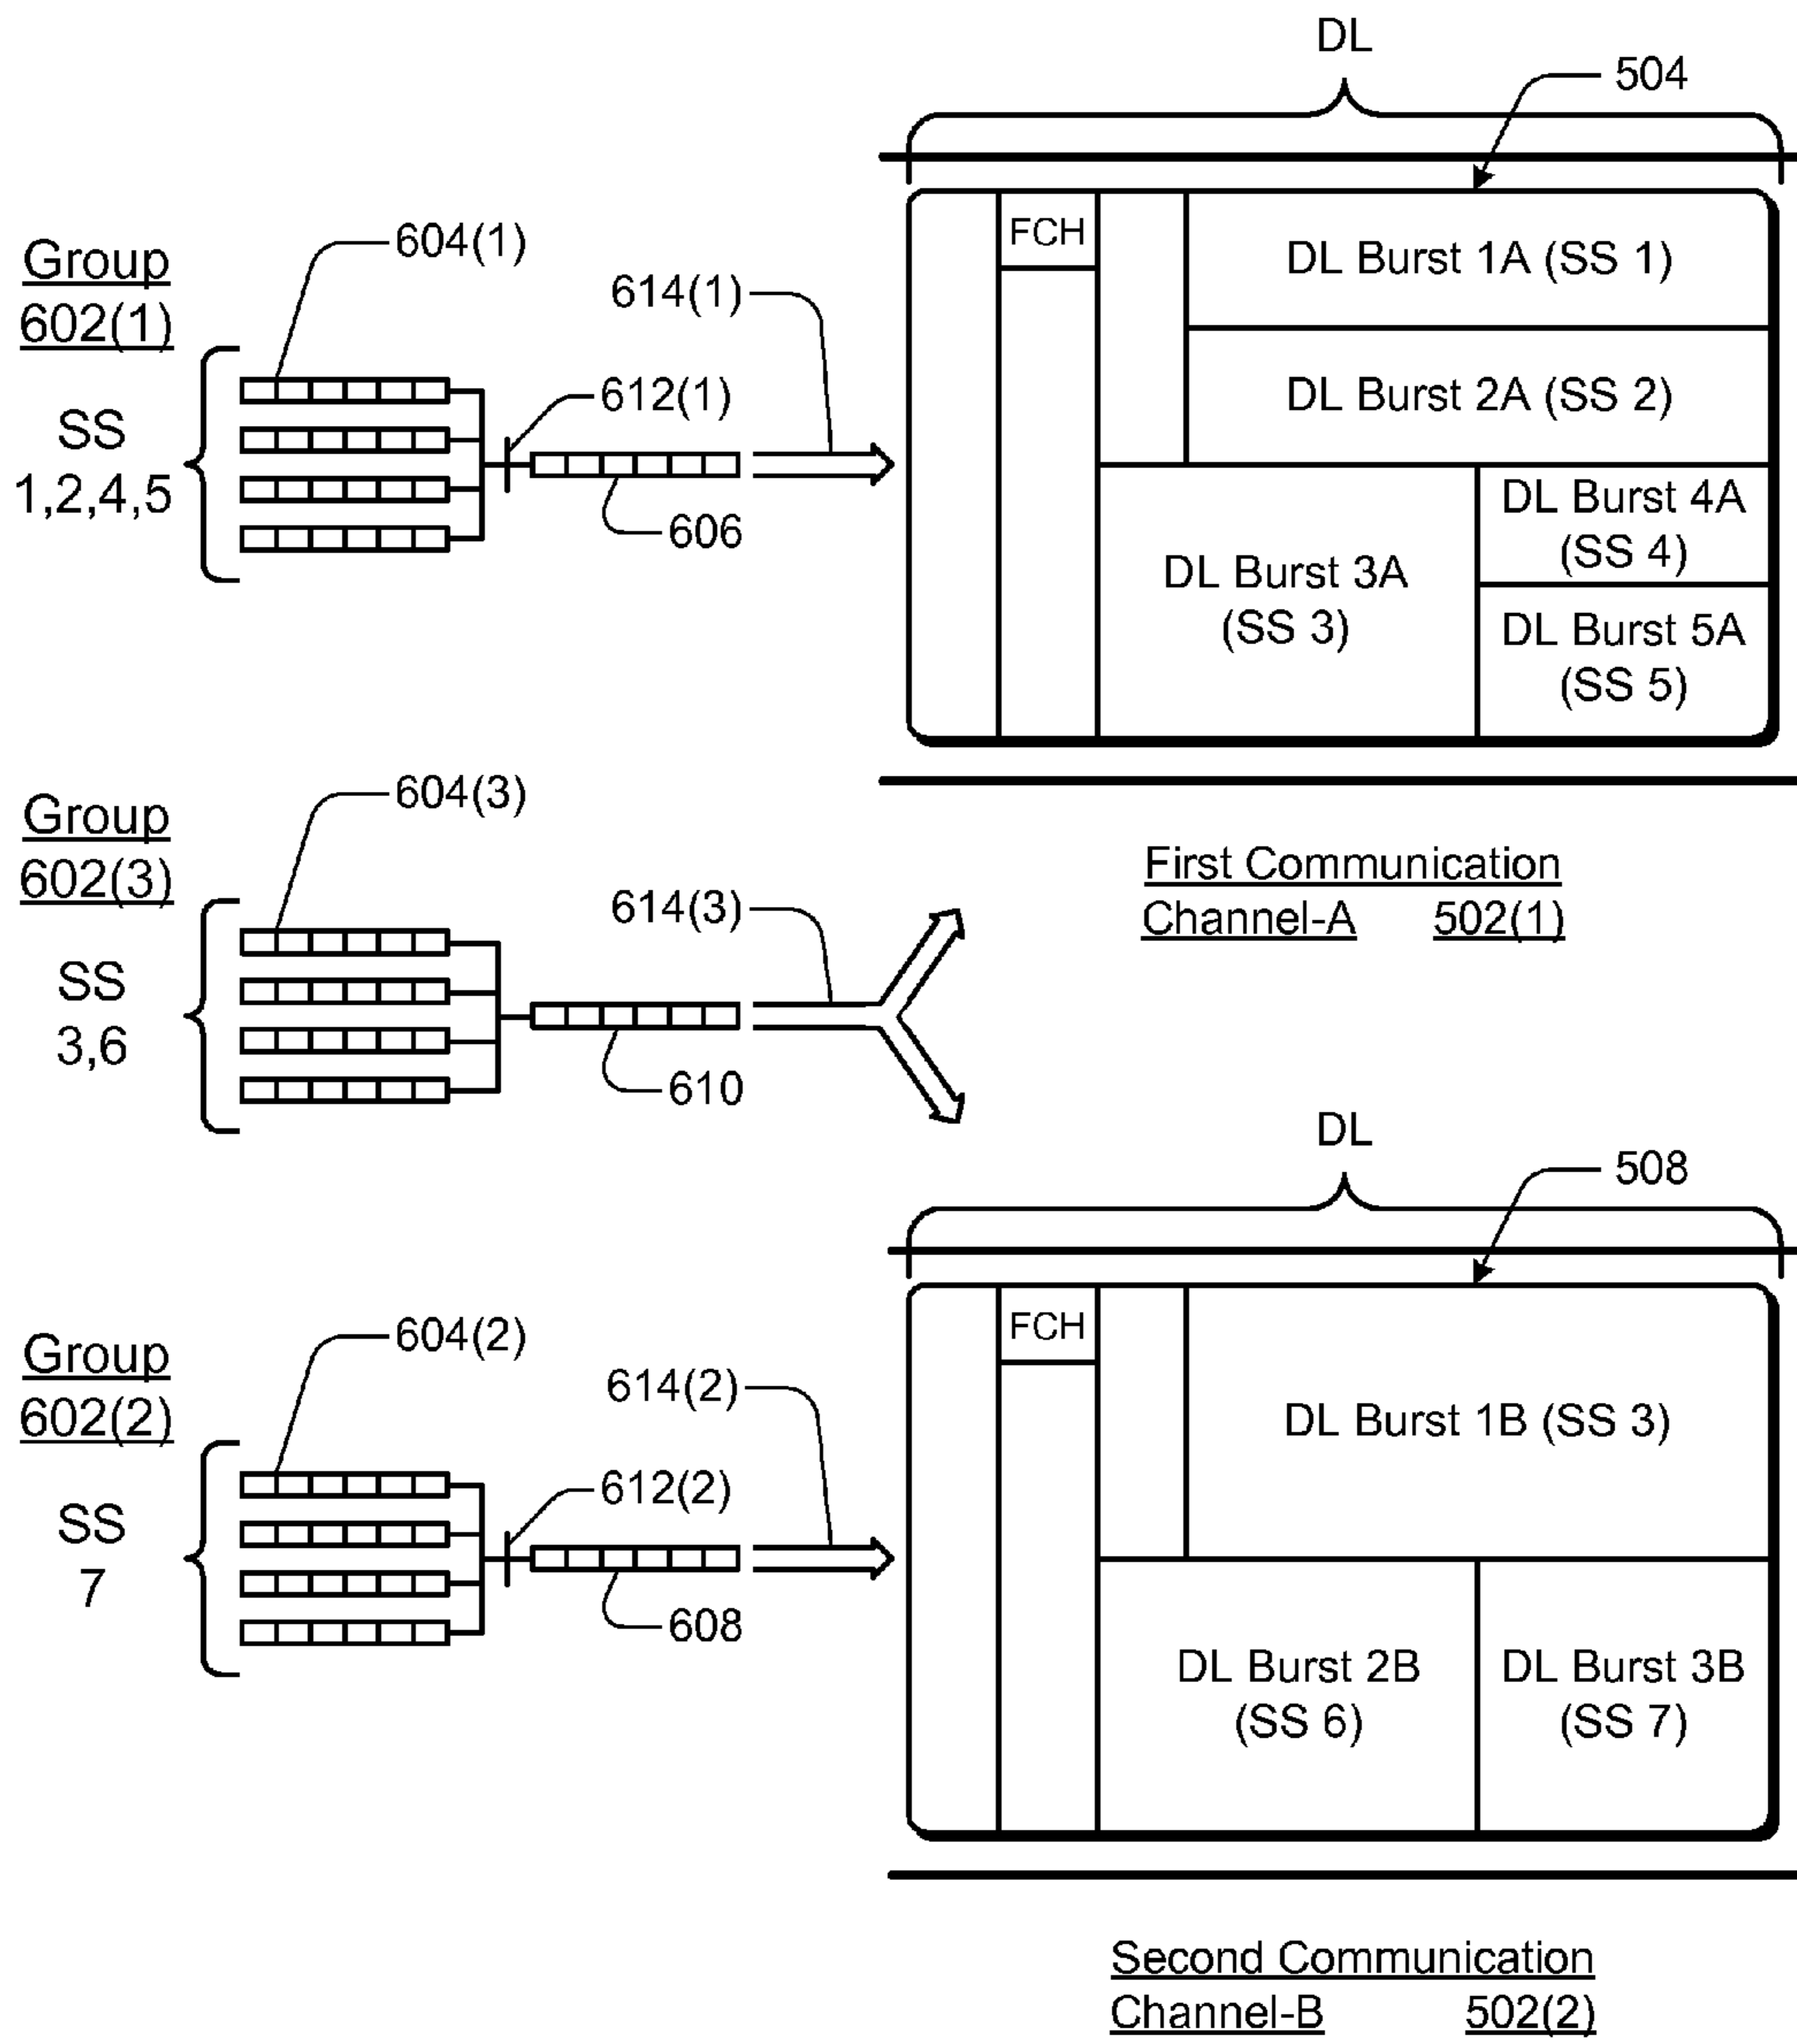 DL
504
FCH
DL Burst 1A (SS 1)
604(1)
Group
602(1)
614(1)
DL Burst 2A (SS 2)
612(1)
SS
1,2,4,5
606
DL Burst 4A
(SS 4)
DL Burst 3A
(SS 3)
DL Burst 5A
(SS 5)
604(3)
Group
602(3)
First Communication
Channel-A 502(1)
614(3)
SS
3,6
610
DL
508
FCH
604(2)
Group
602(2)
614(2)
DL Burst 1B (SS 3)
612(2)
SS
7
608
DL Burst 2B
(SS 6)
DL Burst 3B
(SS 7)
Second Communication
Channel-B 502(2)